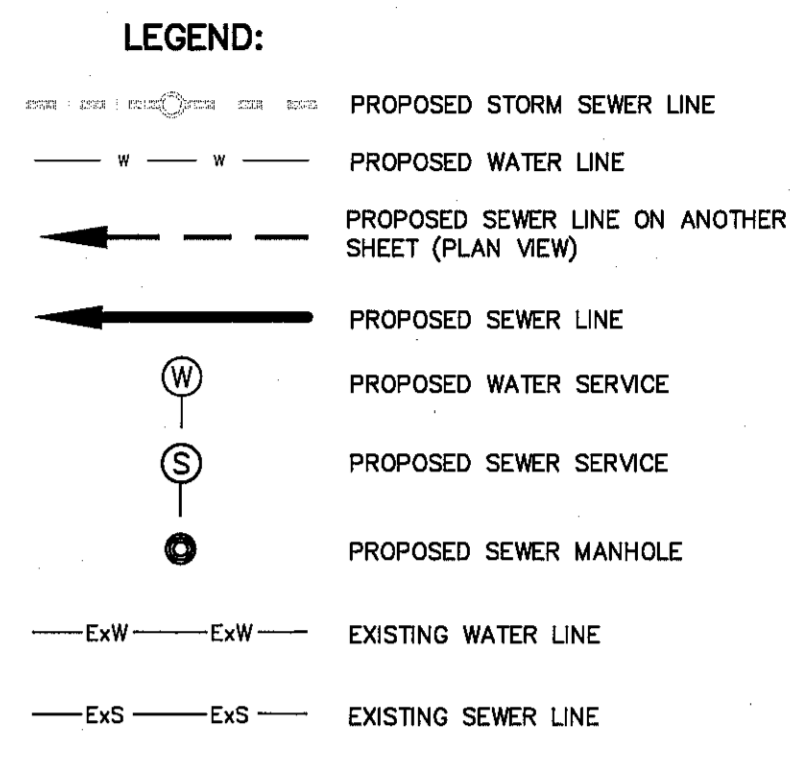 LEGEND:
PROPOSED STORM SEWER LINE
W W PROPOSED WATER LINE
PROPOSED SEWER LINE ON ANOTHER
SHEET (PLAN VIEW)
PROPOSED SEWER LINE
W PROPOSED WATER SERVICE
S PROPOSED SEWER SERVICE
PROPOSED SEWER MANHOLE
ExW ExW EXISTING WATER LINE
ExS ExS EXISTING SEWER LINE